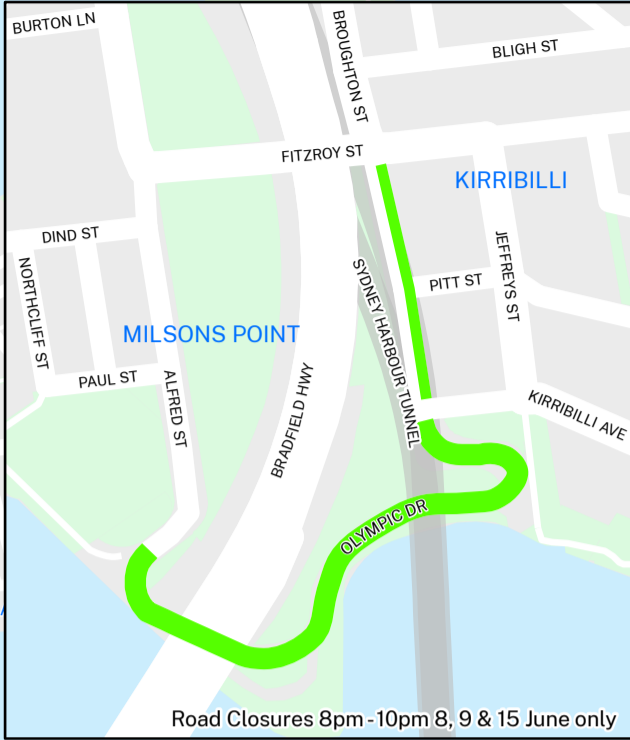 BURTON LN
BROUGHTON ST
BLIGH ST
FITZROY ST
KIRRIBILLI
DIND ST
NORTHCLIFF ST
JEFFREYS ST
PITT ST
SYDNEY HARBOUR TUNNEL
MILSONS POINT
PAUL ST
ALFRED ST
BRADFIELD HWY
KIRRIBILLI AVE
OLYMPIC DR
Road Closures 8pm - 10pm 8, 9 & 15 June only